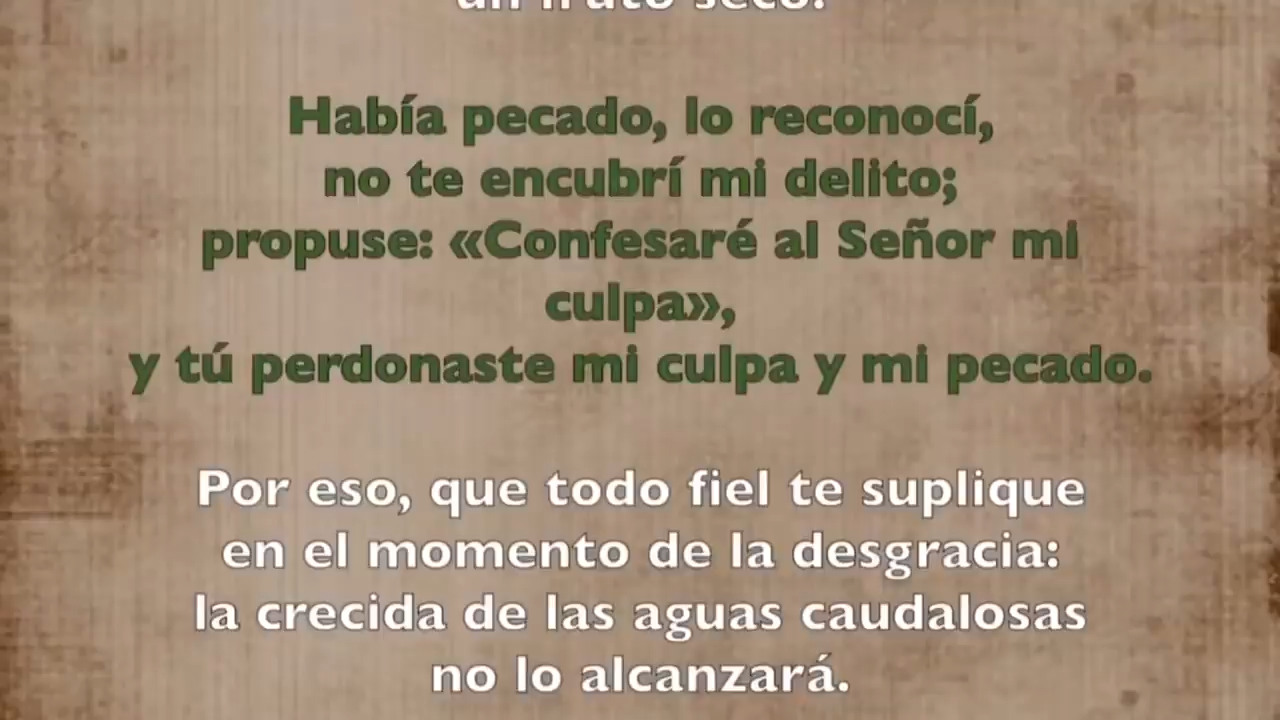 un fruto seco.
Había pecado, lo reconocí,
no te encubrí mi delito;
propuse: «Confesaré al Señor mi
culpa»,
y tú perdonaste mi culpa y mi pecado.
Por eso, que todo fiel te suplique
en el momento de la desgracia:
la crecida de las aguas caudalosas
no lo alcanzará.